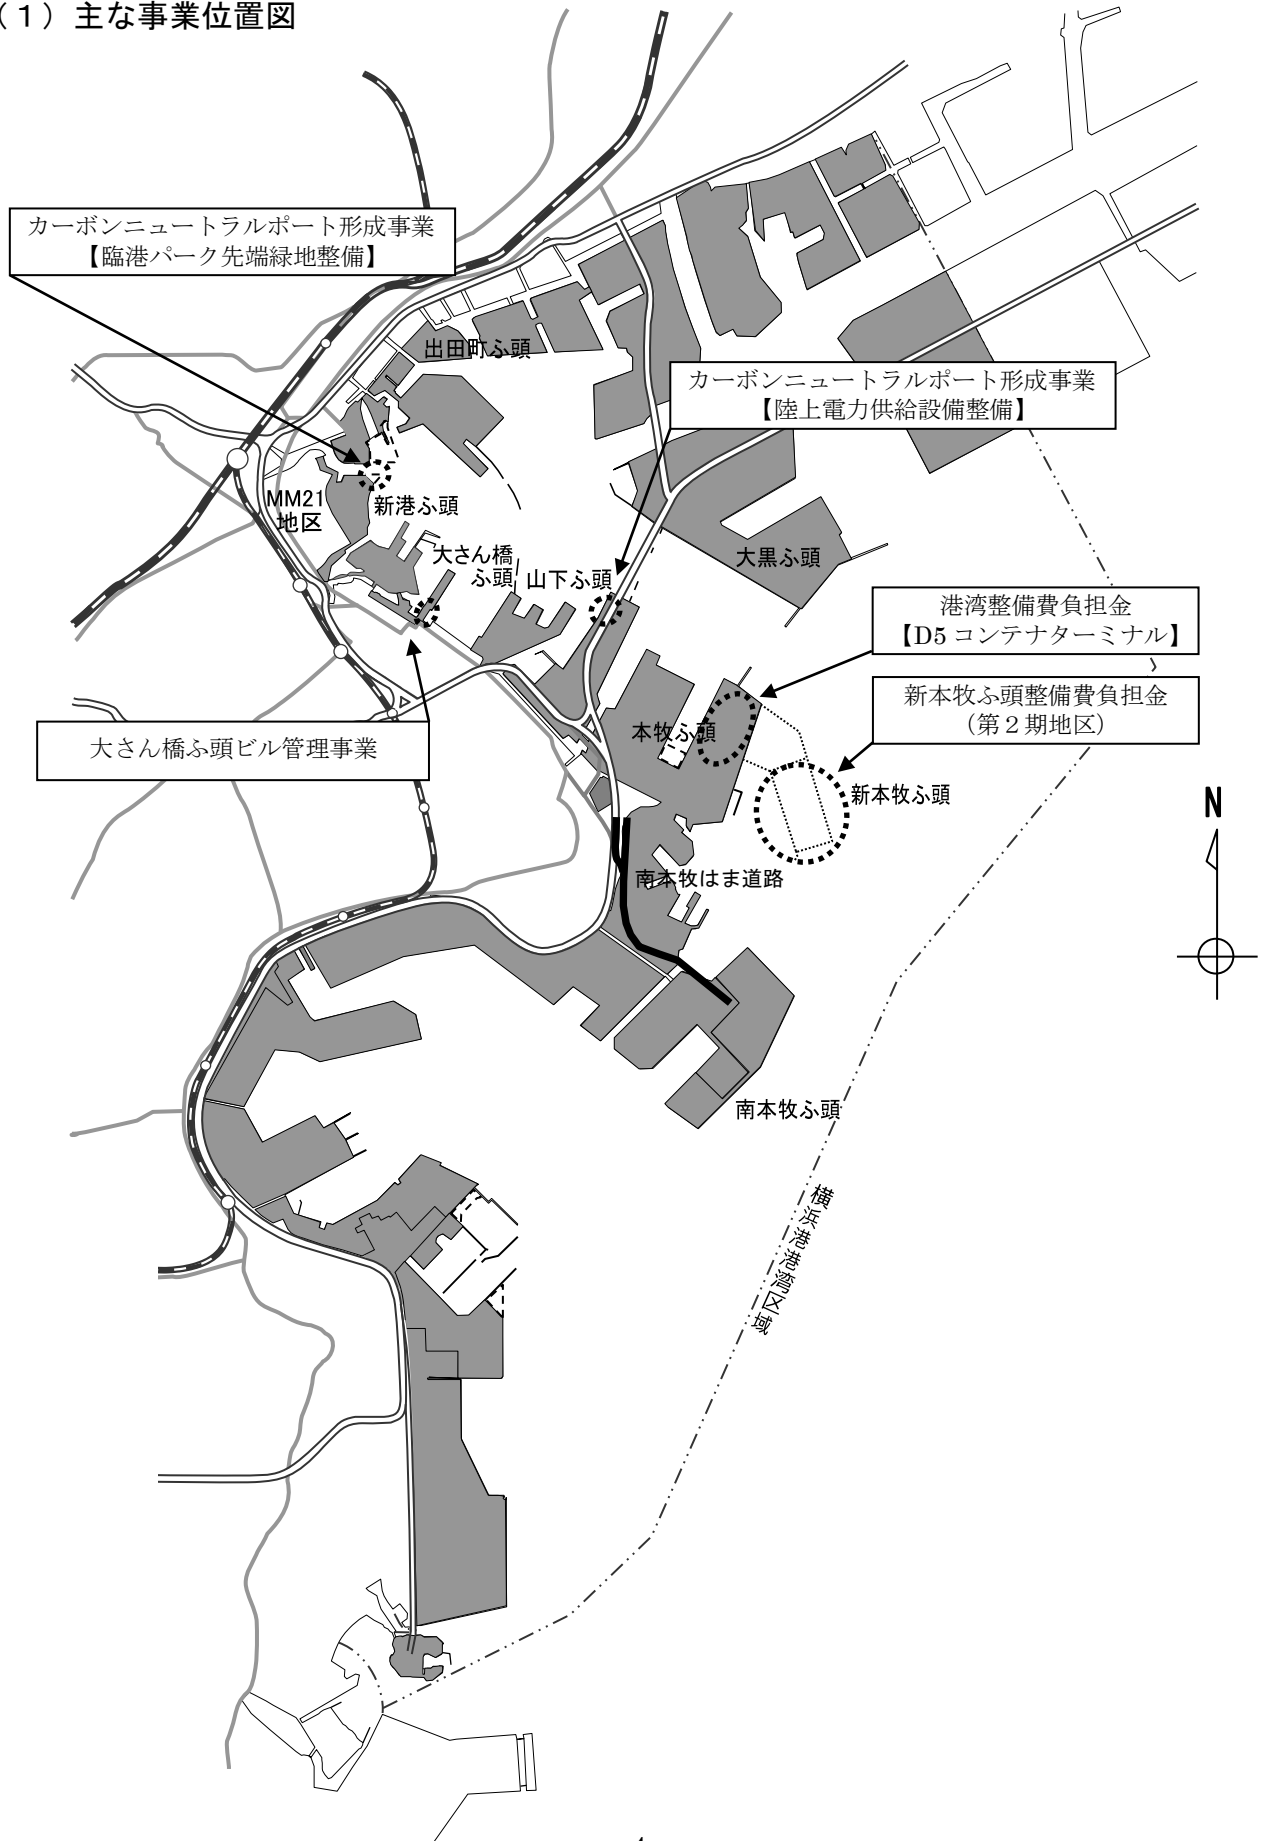 （１）主な事業位置図
カーボンニュートラルポート形成事業
【臨港パーク先端緑地整備】
出田町ふ頭
カーボンニュートラルポート形成事業
【陸上電力供給設備整備】
MM21
地区
新港ふ頭
大さん橋
ふ頭
山下ふ頭
大黒ふ頭
港湾整備費負担金
【D5 コンテナターミナル】
新本牧ふ頭整備費負担金
（第２期地区）
大さん橋ふ頭ビル管理事業
本牧ふ頭
新本牧ふ頭
N
南本牧はま道路
南本牧ふ頭
横浜港港湾区域